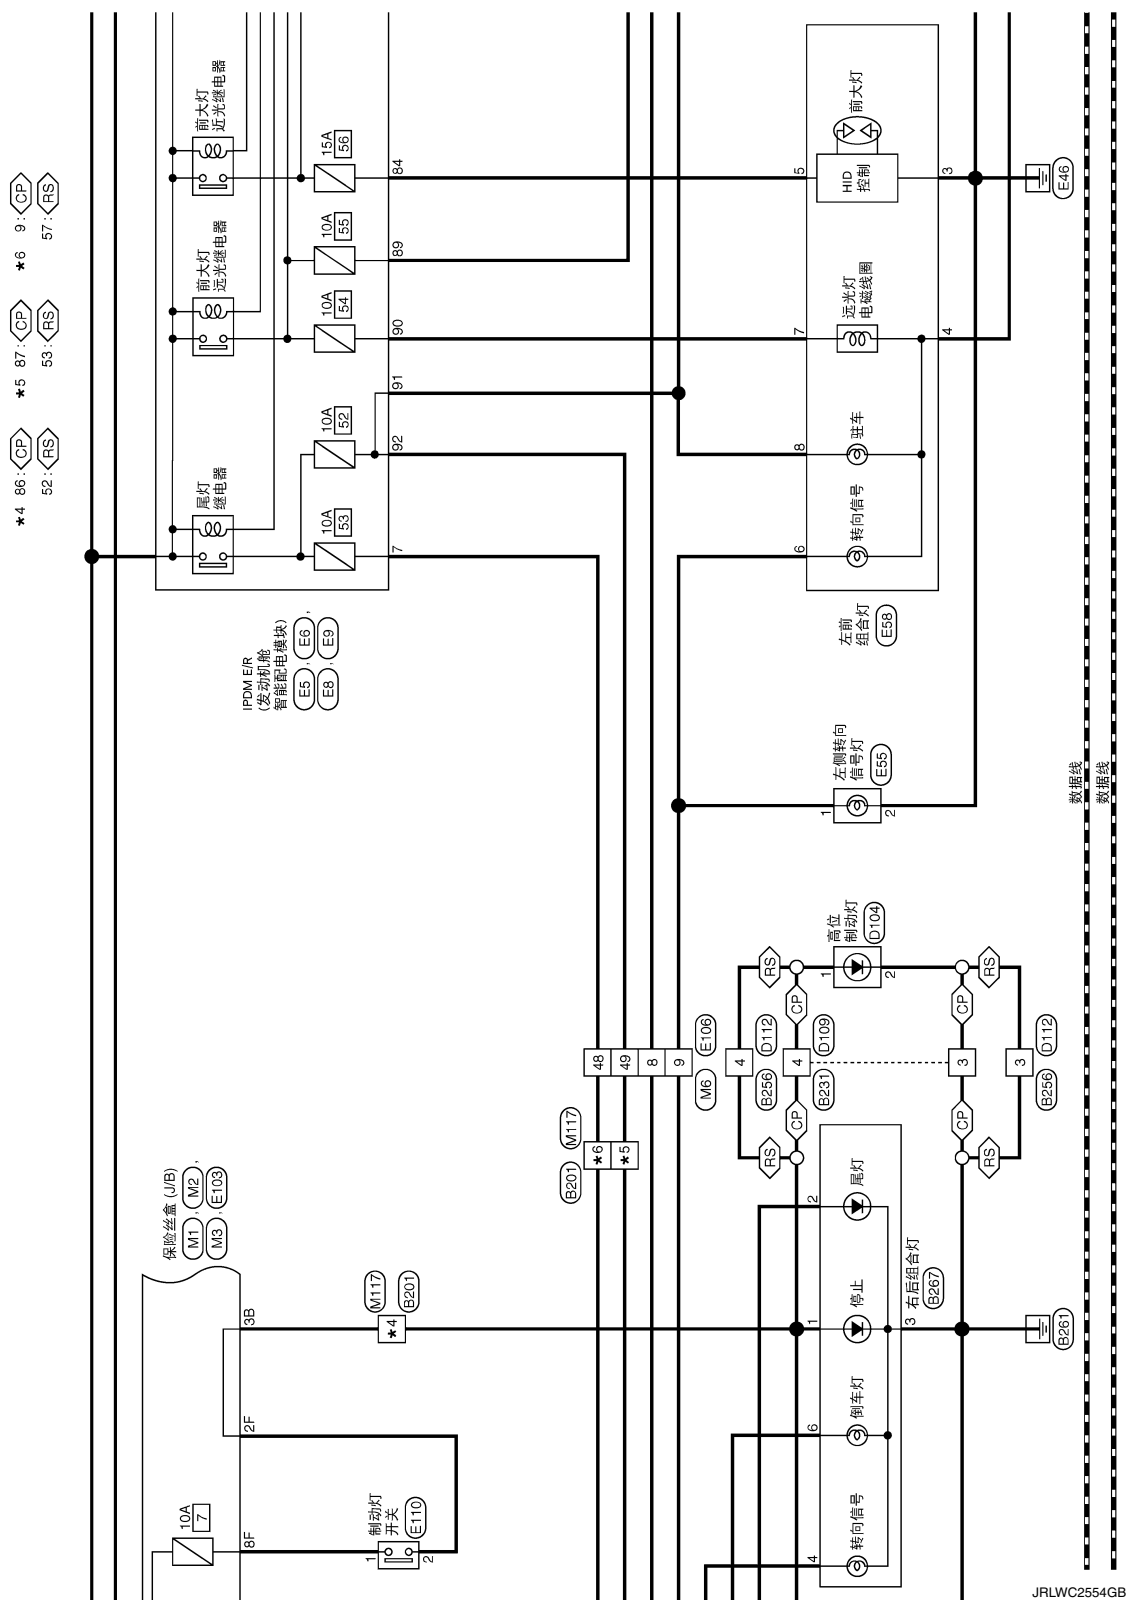 *4 86: CP
52: RS
*5 87: CP
53: RS
*6 9: CP
57: RS
尾灯
继电器
前大灯
远光继电器
前大灯
近光继电器
10A
53
10A
52
10A
54
10A
55
15A
56
7
92
91
90
89
84
IPDM E/R
(发动机舱
智能配电模块)
E5 , E6 ,
E8 , E9
6
转向信号
8
驻车
7
远光灯
电磁线圈
4
5
HID
控制
前大灯
3
E46
左前
组合灯
E58
左侧转向
信号灯
E55
1
2
数据线
数据线
高位
制动灯
D104
1
2
RS
CP
CP
RS
48
49
8
9
M6
E106
4
B256
D112
4
B231
D109
3
3
B256
D112
RS
CP
CP
RS
B201
M117
*6
*5
保险丝盒 (J/B)
M1 , M2 ,
M3 , E103
3B
2F
8F
10A
7
*4
M117
B201
制动灯
开关
E110
1
2
2
尾灯
1
停止
6
倒车灯
4
转向信号
3
右后组合灯
B267
B261
JRLWC2554GB